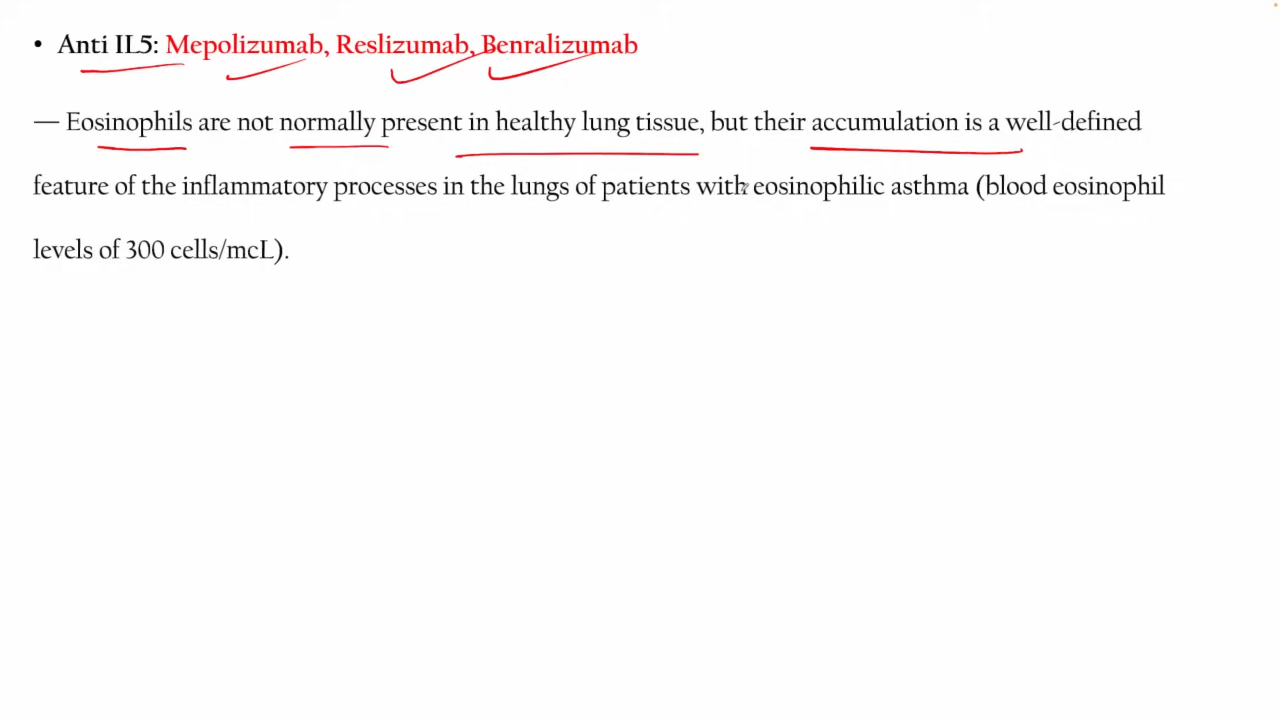 • Anti IL5: Mepolizumab, Reslizumab, Benralizumab
— Eosinophils are not normally present in healthy lung tissue, but their accumulation is a well-defined
feature of the inflammatory processes in the lungs of patients with eosinophilic asthma (blood eosinophil
levels of 300 cells/mcL).